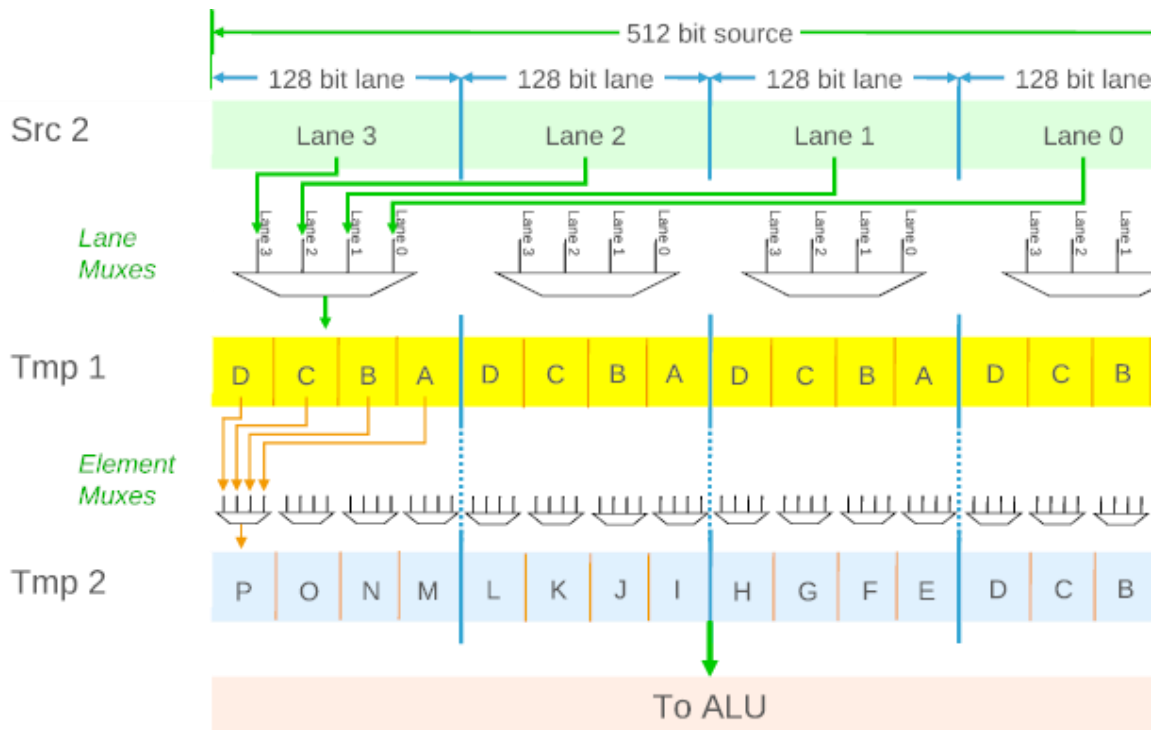 512 bit source
128 bit lane 128 bit lane 128 bit lane 128 bit lane
Src 2 Lane 3 Lane 2 Lane 1 Lane 0
Lane 3 Lane 2 Lane 1 Lane 0 Lane 3 Lane 2 Lane 1 Lane 0 Lane 3 Lane 2 Lane 1 Lane 0 Lane 3 Lane 2 Lane 1
Lane
Muxes
Tmp 1 D C B A D C B A D C B A D C B
Element
Muxes
Tmp 2 P O N M L K J I H G F E D C B
To ALU